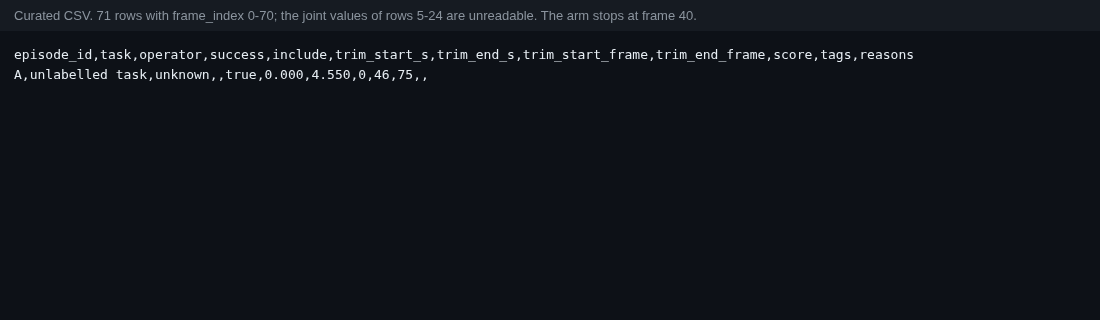 Curated CSV. 71 rows with frame_index 0-70; the joint values of rows 5-24 are unreadable. The arm stops at frame 40.
episode_id,task,operator,success,include,trim_start_s,trim_end_s,trim_start_frame,trim_end_frame,score,tags,reasons
A,unlabelled task,unknown,,true,0.000,4.550,0,46,75,,